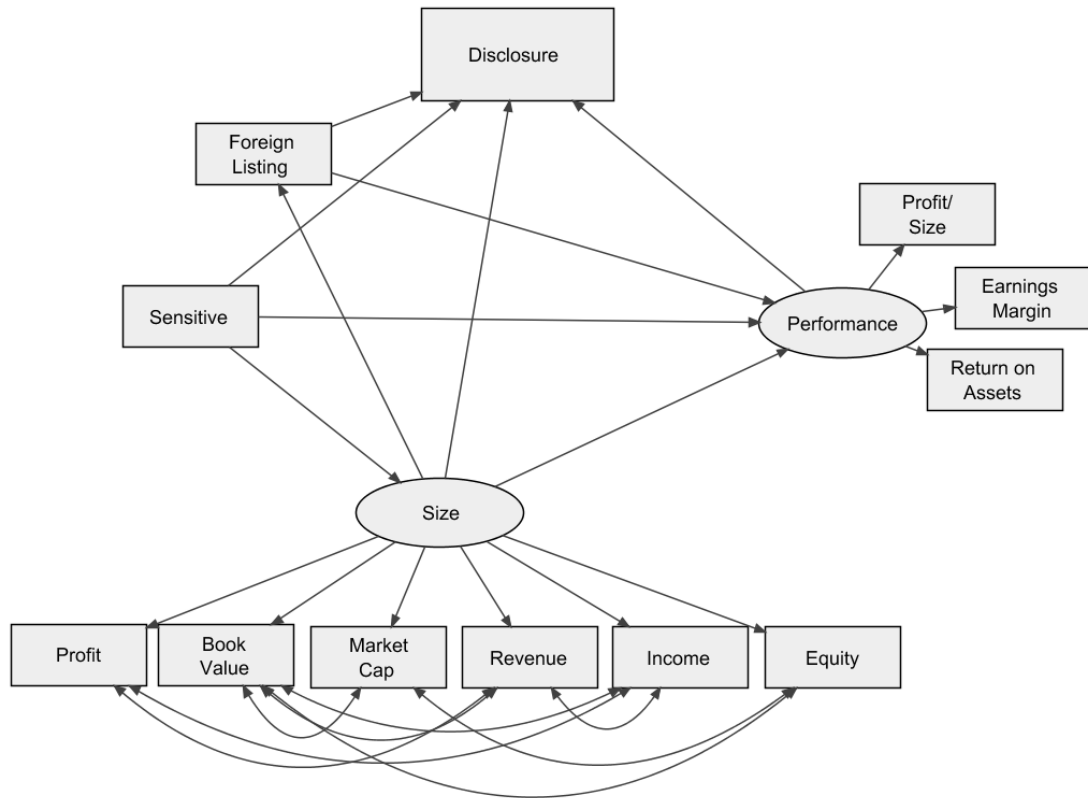 Disclosure
Foreign
Listing
Profit/
Size
Sensitive
Earnings
Margin
Performance
Return on
Assets
Size
Profit
Book
Value
Market
Cap
Revenue
Income
Equity